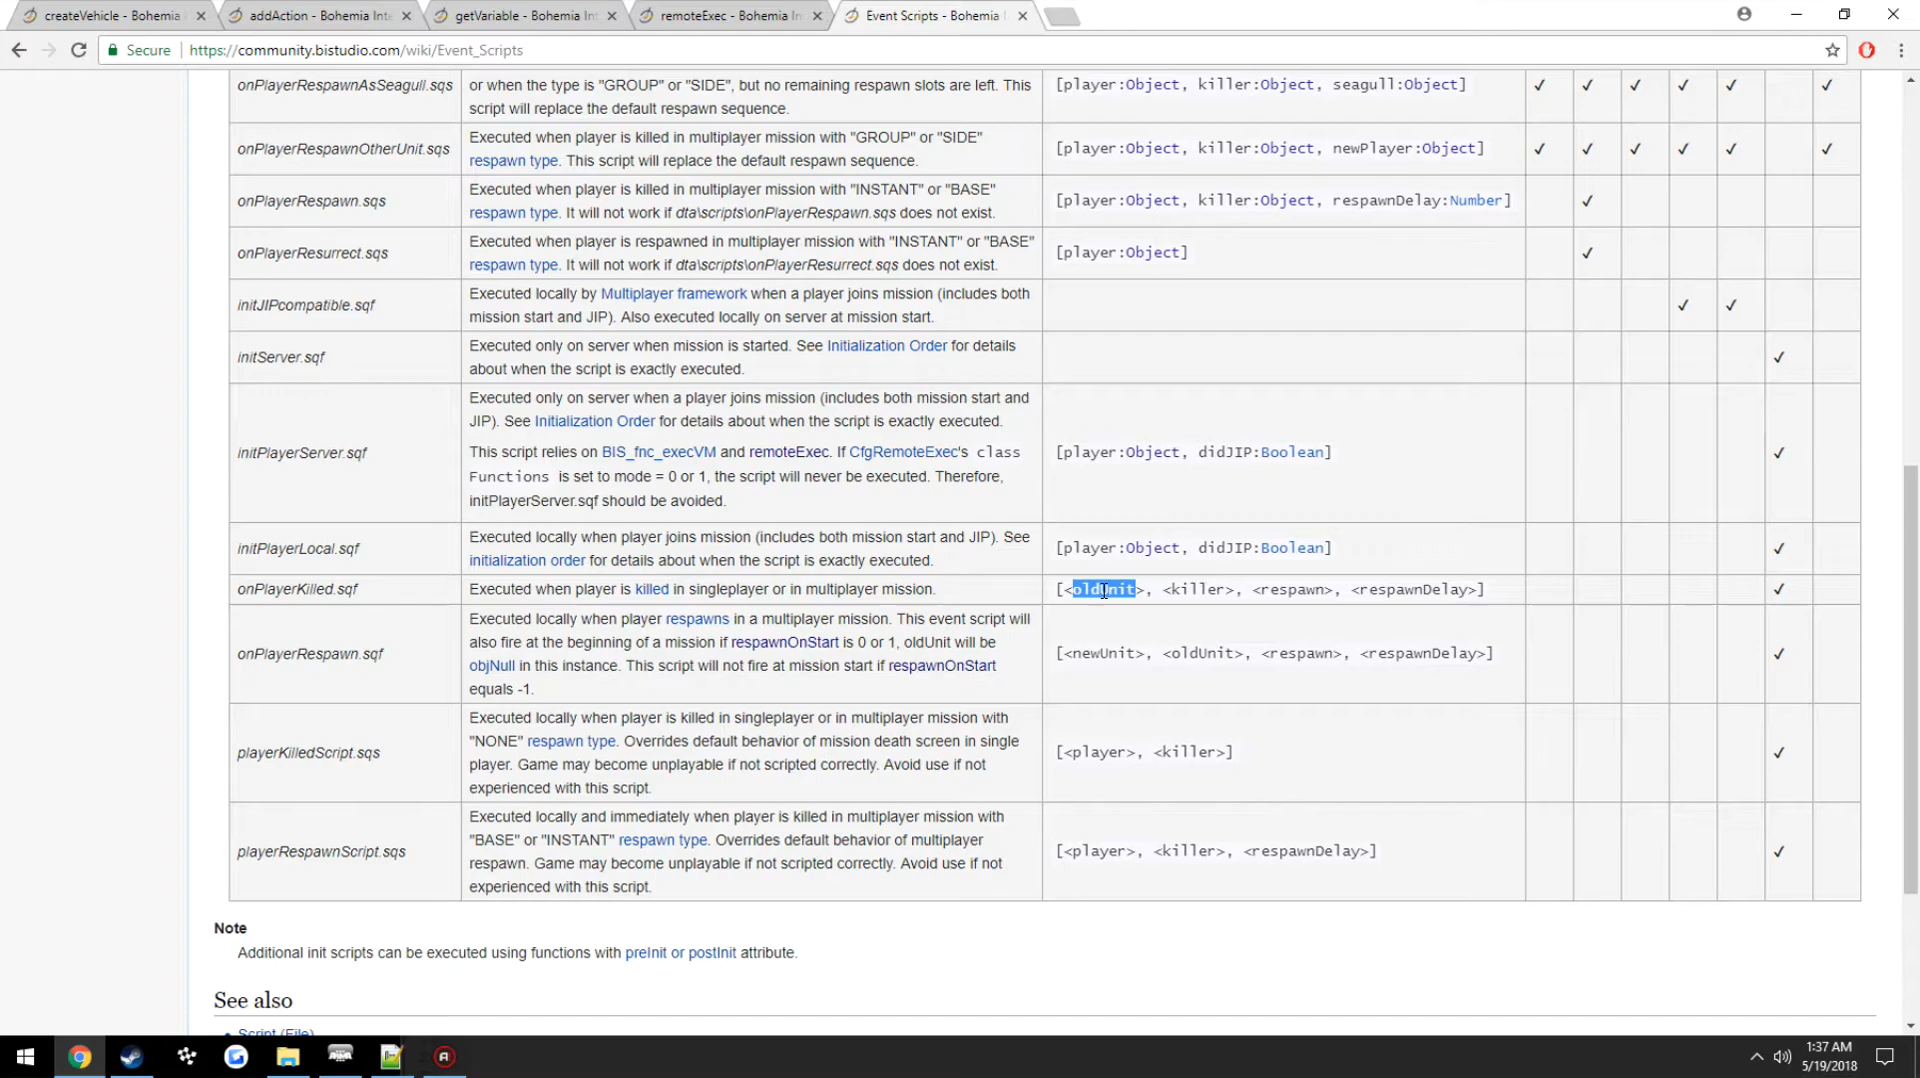 createVehicle - Bohemia I
addAction - Bohemia Inte
getVariable - Bohemia Int
remoteExec - Bohemia In
Event Scripts - Bohemia
Secure
https://community.bistudio.com/wiki/Event_Scripts
onPlayerRespawnAsSeagull.sqs
or when the type is "GROUP" or "SIDE", but no remaining respawn slots are left. This
script will replace the default respawn sequence.
[player:Object, killer:Object, seagull:Object]
✓ ✓ ✓ ✓ ✓ ✓
onPlayerRespawnOtherUnit.sqs
Executed when player is killed in multiplayer mission with "GROUP" or "SIDE"
respawn type. This script will replace the default respawn sequence.
[player:Object, killer:Object, newPlayer:Object]
✓ ✓ ✓ ✓ ✓ ✓
onPlayerRespawn.sqs
Executed when player is killed in multiplayer mission with "INSTANT" or "BASE"
respawn type. It will not work if dta\scripts\onPlayerRespawn.sqs does not exist.
[player:Object, killer:Object, respawnDelay:Number]
✓
onPlayerResurrect.sqs
Executed when player is respawned in multiplayer mission with "INSTANT" or "BASE"
respawn type. It will not work if dta\scripts\onPlayerResurrect.sqs does not exist.
[player:Object]
✓
initJIPcompatible.sqf
Executed locally by Multiplayer framework when a player joins mission (includes both
mission start and JIP). Also executed locally on server at mission start.
✓ ✓
initServer.sqf
Executed only on server when mission is started. See Initialization Order for details
about when the script is exactly executed.
✓
initPlayerServer.sqf
Executed only on server when a player joins mission (includes both mission start and
JIP). See Initialization Order for details about when the script is exactly executed.
This script relies on BIS_fnc_execVM and remoteExec. If CfgRemoteExec's class
Functions is set to mode = 0 or 1, the script will never be executed. Therefore,
initPlayerServer.sqf should be avoided.
[player:Object, didJIP:Boolean]
✓
initPlayerLocal.sqf
Executed locally when player joins mission (includes both mission start and JIP). See
initialization order for details about when the script is exactly executed.
[player:Object, didJIP:Boolean]
✓
onPlayerKilled.sqf
Executed when player is killed in singleplayer or in multiplayer mission.
[<oldUnit>, <killer>, <respawn>, <respawnDelay>]
✓
onPlayerRespawn.sqf
Executed locally when player respawns in a multiplayer mission. This event script will
also fire at the beginning of a mission if respawnOnStart is 0 or 1, oldUnit will be
objNull in this instance. This script will not fire at mission start if respawnOnStart
equals -1.
[<newUnit>, <oldUnit>, <respawn>, <respawnDelay>]
✓
playerKilledScript.sqs
Executed locally when player is killed in singleplayer or in multiplayer mission with
"NONE" respawn type. Overrides default behavior of mission death screen in single
player. Game may become unplayable if not scripted correctly. Avoid use if not
experienced with this script.
[<player>, <killer>]
✓
playerRespawnScript.sqs
Executed locally and immediately when player is killed in multiplayer mission with
"BASE" or "INSTANT" respawn type. Overrides default behavior of multiplayer
respawn. Game may become unplayable if not scripted correctly. Avoid use if not
experienced with this script.
[<player>, <killer>, <respawnDelay>]
✓
Note
Additional init scripts can be executed using functions with preInit or postInit attribute.
See also
Script (File)
1:37 AM
5/19/2018